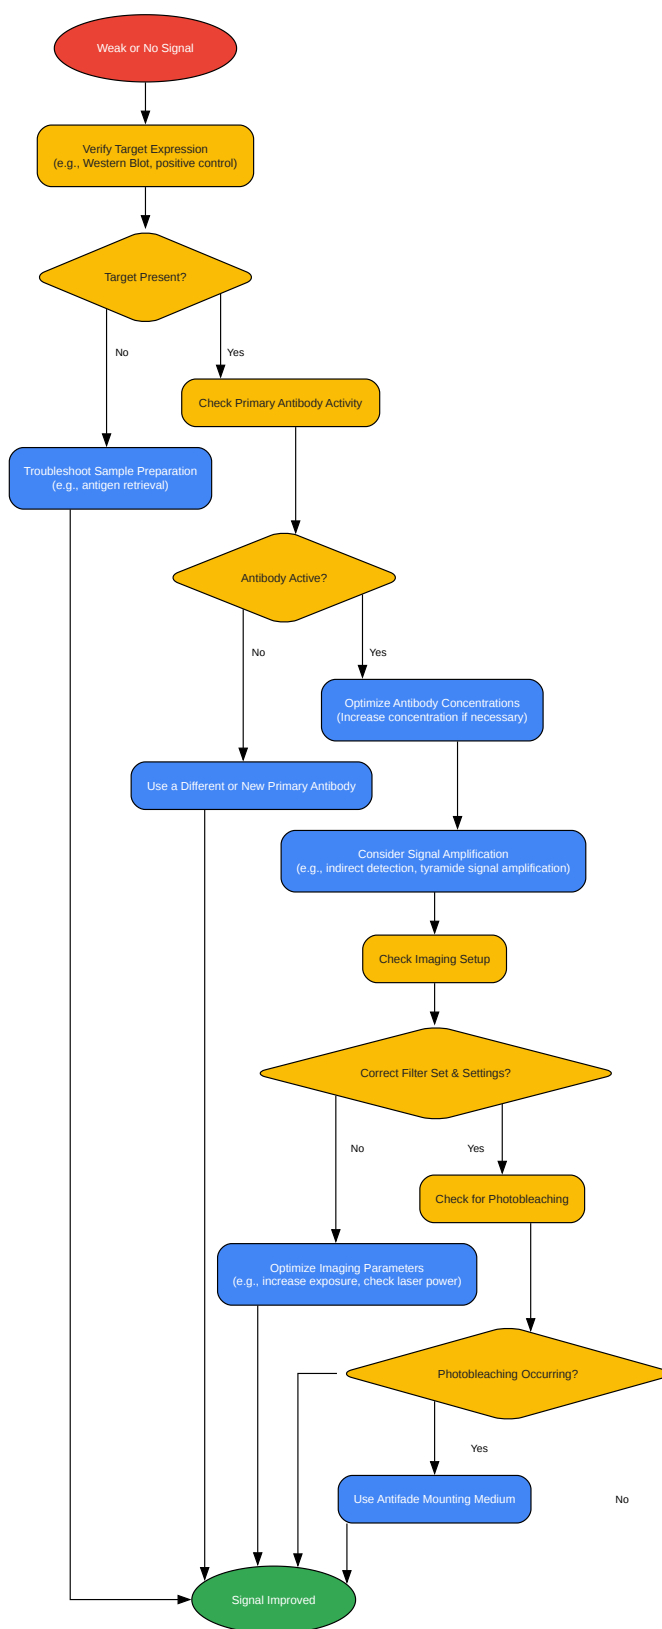 Weak or No Signal
Verify Target Expression
(e.g., Western Blot, positive control)
Target Present?
No
Yes
Check Primary Antibody Activity
Troubleshoot Sample Preparation
(e.g., antigen retrieval)
Antibody Active?
No
Yes
Optimize Antibody Concentrations
(Increase concentration if necessary)
Use a Different or New Primary Antibody
Consider Signal Amplification
(e.g., indirect detection, tyramide signal amplification)
Check Imaging Setup
Correct Filter Set & Settings?
No
Yes
Check for Photobleaching
Optimize Imaging Parameters
(e.g., increase exposure, check laser power)
Photobleaching Occurring?
Yes
Use Antifade Mounting Medium
No
Signal Improved